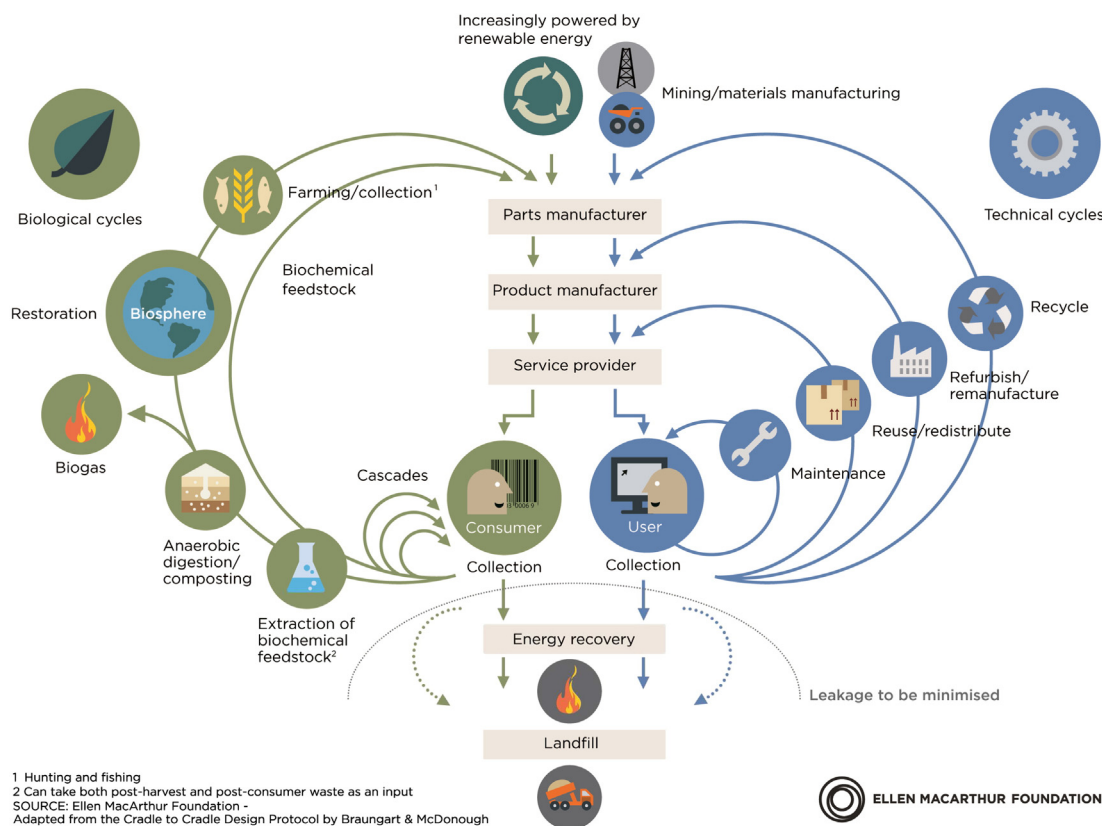 Increasingly powered by
renewable energy
Mining/materials manufacturing
Biological cycles
Farming/collection¹
Technical cycles
Parts manufacturer
Biochemical
feedstock
Product manufacturer
Restoration
Biosphere
Recycle
Service provider
Refurbish/
remanufacture
Reuse/redistribute
Biogas
Cascades
Maintenance
Consumer
User
Anaerobic
digestion/
composting
Collection
Collection
Extraction of
biochemical
feedstock²
Energy recovery
Leakage to be minimised
Landfill
1 Hunting and fishing
2 Can take both post-harvest and post-consumer waste as an input
SOURCE: Ellen MacArthur Foundation -
Adapted from the Cradle to Cradle Design Protocol by Braungart & McDonough
ELLEN MACARTHUR FOUNDATION